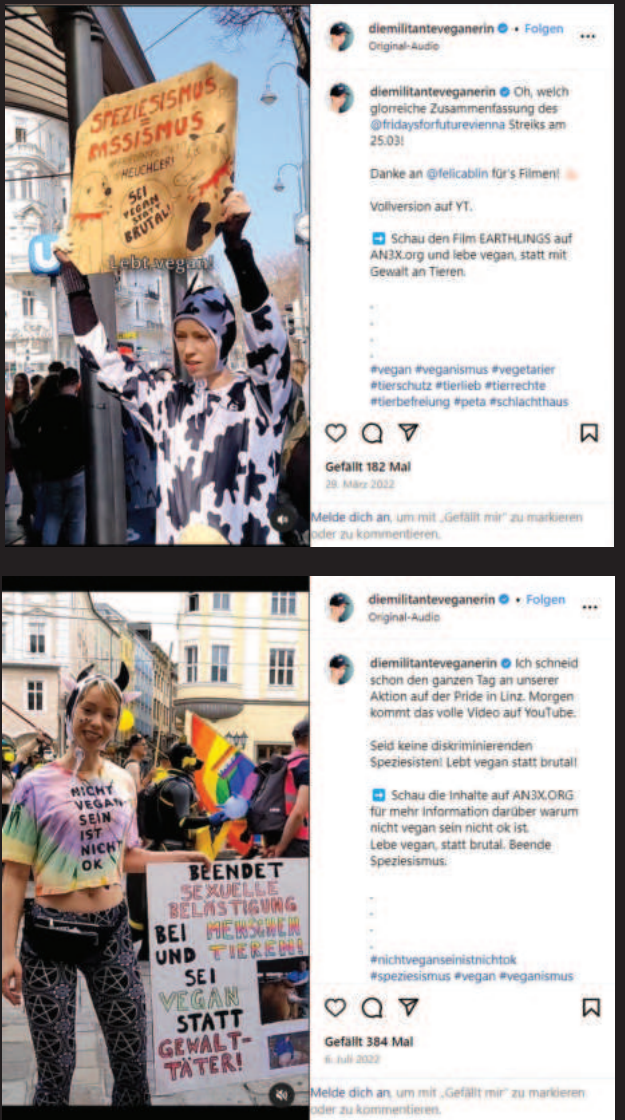 SPEZIESISMUS
=
RASSISMUS
HEUCHLER!
SEI
VEGAN
STATT
BRUTAL!
U
Lebt vegan!
diemilitanteveganerin • Folgen
Original-Audio
diemilitanteveganerin Oh, welch
glorreiche Zusammenfassung des
@fridaysforfuturevienna Streiks am
25.03!
Danke an @felicablin für's Filmen!
Vollversion auf YT.
➡️ Schau den Film EARTHLINGS auf
AN3X.org und lebe vegan, statt mit
Gewalt an Tieren.
.
.
.
.
#vegan #veganismus #vegetarier
#tierschutz #tierlieb #tierrechte
#tierbefreiung #peta #schlachthaus
Gefällt 182 Mal
28. März 2022
Melde dich an, um mit „Gefällt mir“ zu markieren
oder zu kommentieren.
NICHT
VEGAN
SEIN
IST
NICHT
OK
BEENDET
SEXUELLE
BELÄSTIGUNG
BEI MENSCHEN
UND TIEREN!
SEI
VEGAN
STATT
GEWALT-
TÄTER!
diemilitanteveganerin • Folgen
Original-Audio
diemilitanteveganerin Ich schneid
schon den ganzen Tag an unserer
Aktion auf der Pride in Linz. Morgen
kommt das volle Video auf YouTube.
Seid keine diskriminierenden
Speziesisten! Lebt vegan statt brutal!
➡️ Schau die Inhalte auf AN3X.ORG
für mehr Information darüber warum
nicht vegan sein nicht ok ist.
Lebe vegan, statt brutal. Beende
Speziesismus.
.
.
.
.
#nichtveganseinistnichtok
#speziesismus #vegan #veganismus
Gefällt 384 Mal
6. Juli 2022
Melde dich an, um mit „Gefällt mir“ zu markieren
oder zu kommentieren.